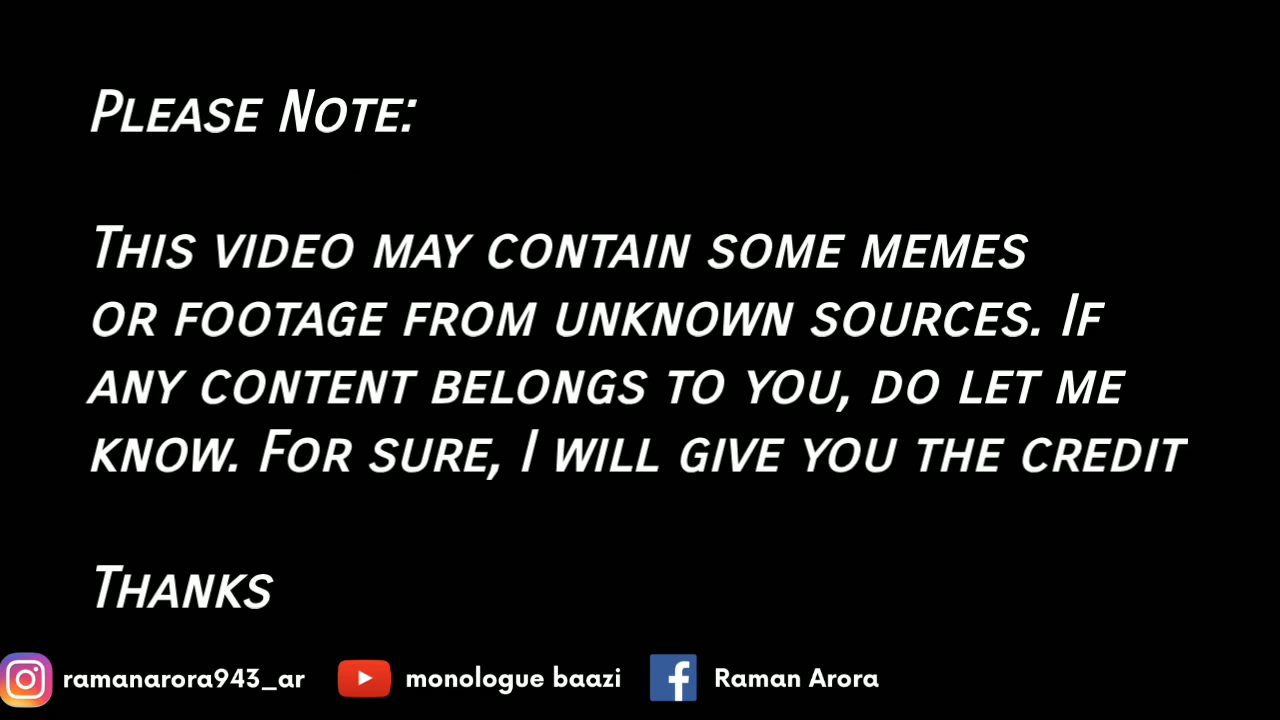 Please Note:
This video may contain some memes
or footage from unknown sources. If
any content belongs to you, do let me
know. For sure, I will give you the credit
Thanks
ramanarora943_ar monologue baazi Raman Arora